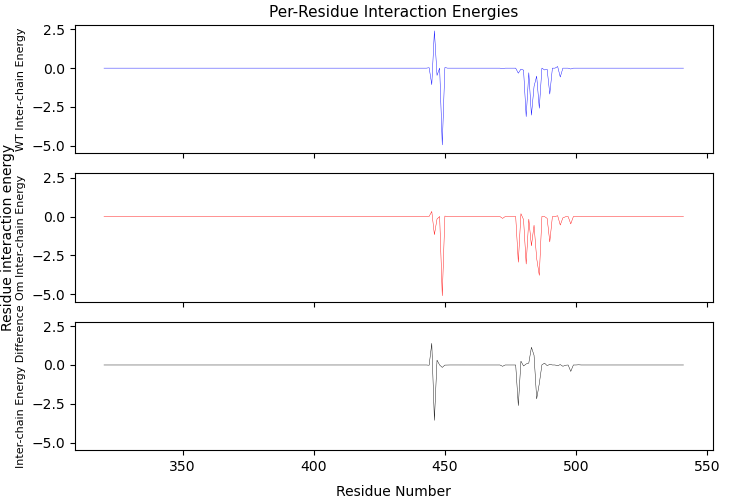 Per-Residue Interaction Energies
Residue interaction energy
WT Inter-chain Energy
2.5
0.0
−2.5
−5.0
Om Inter-chain Energy
2.5
0.0
−2.5
−5.0
Inter-chain Energy Difference
2.5
0.0
−2.5
−5.0
350
400
450
500
550
Residue Number